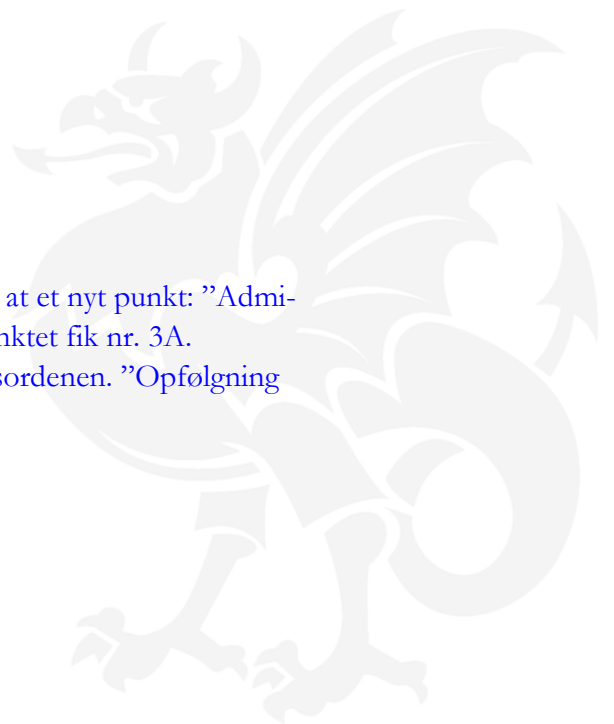 at et nyt punkt: ”Admi-
nktet fik nr. 3A.
sordenen. ”Opfølgning